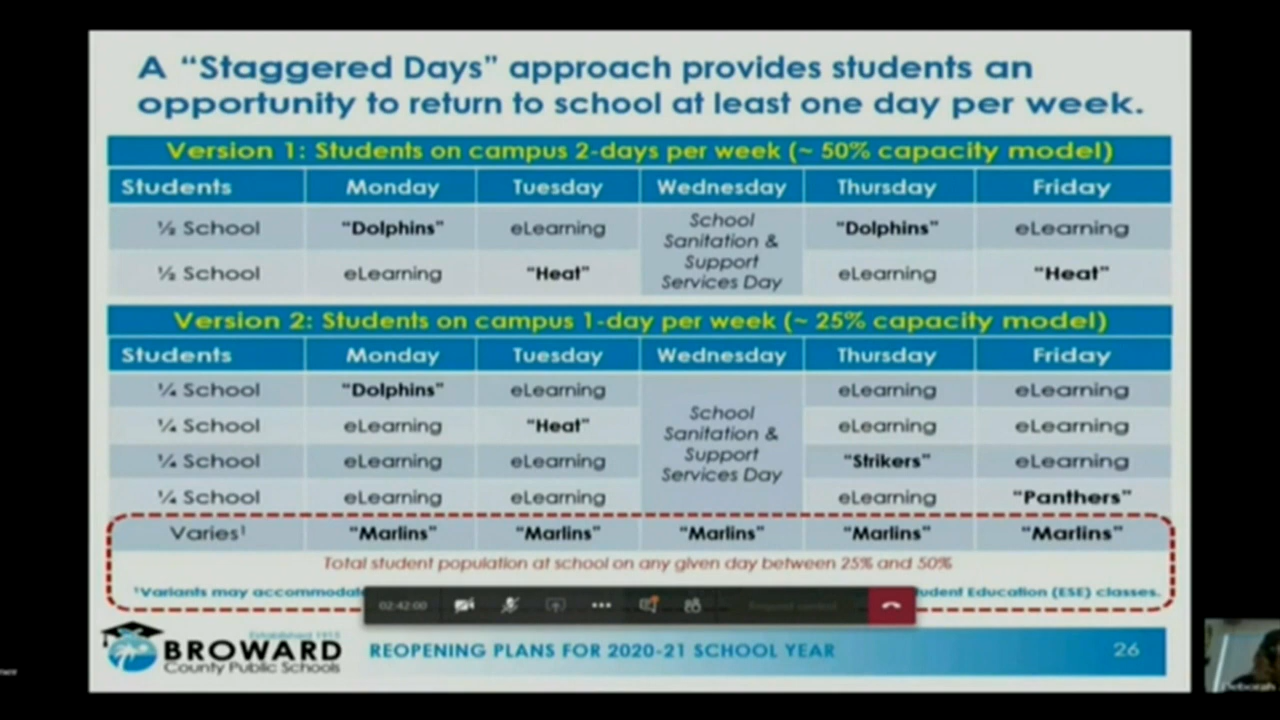 A “Staggered Days” approach provides students an
opportunity to return to school at least one day per week.
Version 1: Students on campus 2-days per week (~ 50% capacity model)
Students Monday Tuesday Wednesday Thursday Friday
½ School “Dolphins” eLearning School Sanitation & Support Services Day “Dolphins” eLearning
½ School eLearning “Heat” eLearning “Heat”
Version 2: Students on campus 1-day per week (~ 25% capacity model)
Students Monday Tuesday Wednesday Thursday Friday
¼ School “Dolphins” eLearning School Sanitation & Support Services Day eLearning eLearning
¼ School eLearning “Heat” eLearning eLearning
¼ School eLearning eLearning “Strikers” eLearning
¼ School eLearning eLearning eLearning “Panthers”
Varies¹ “Marlins” “Marlins” “Marlins” “Marlins” “Marlins”
Total student population at school on any given day between 25% and 50%
¹Variants may Education (ESE) classes.
02:42:00
Established 1915
BROWARD
County Public Schools
REOPENING PLANS FOR 2020-21 SCHOOL YEAR
26
Deborah